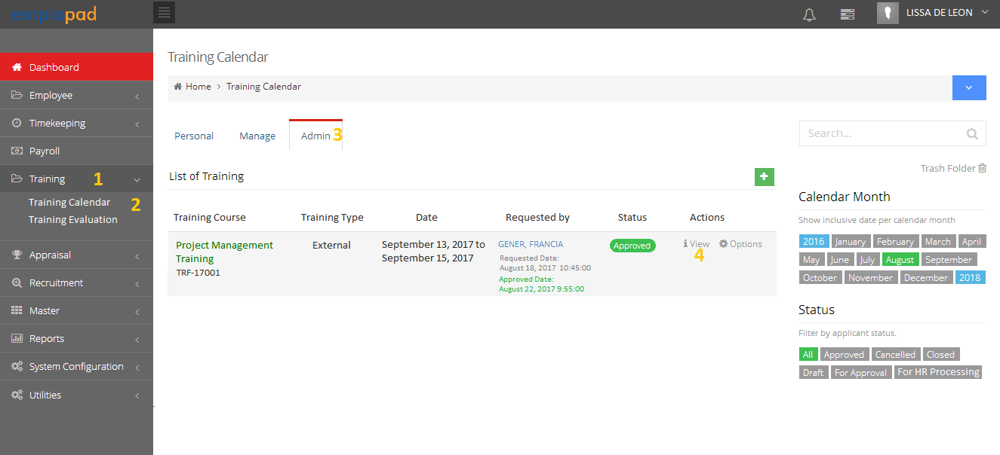 emplopad
LISSA DE LEON
Dashboard
Employee
Timekeeping
Payroll
Training 1
Training Calendar 2
Training Evaluation
Appraisal
Recruitment
Master
Reports
System Configuration
Utilities
Training Calendar
Home > Training Calendar
Personal Manage Admin 3
List of Training
+
Training Course Training Type Date Requested by Status Actions
Project Management
Training
TRF-17001
External
September 13, 2017 to
September 15, 2017
GENER, FRANCIA
Requested Date:
August 18, 2017 10:45:00
Approved Date:
August 22, 2017 9:55:00
Approved
View Options
4
Search...
Trash Folder
Calendar Month
Show inclusive date per calendar month
2016 January February March April
May June July August September
October November December 2018
Status
Filter by applicant status.
All Approved Cancelled Closed
Draft For Approval For HR Processing